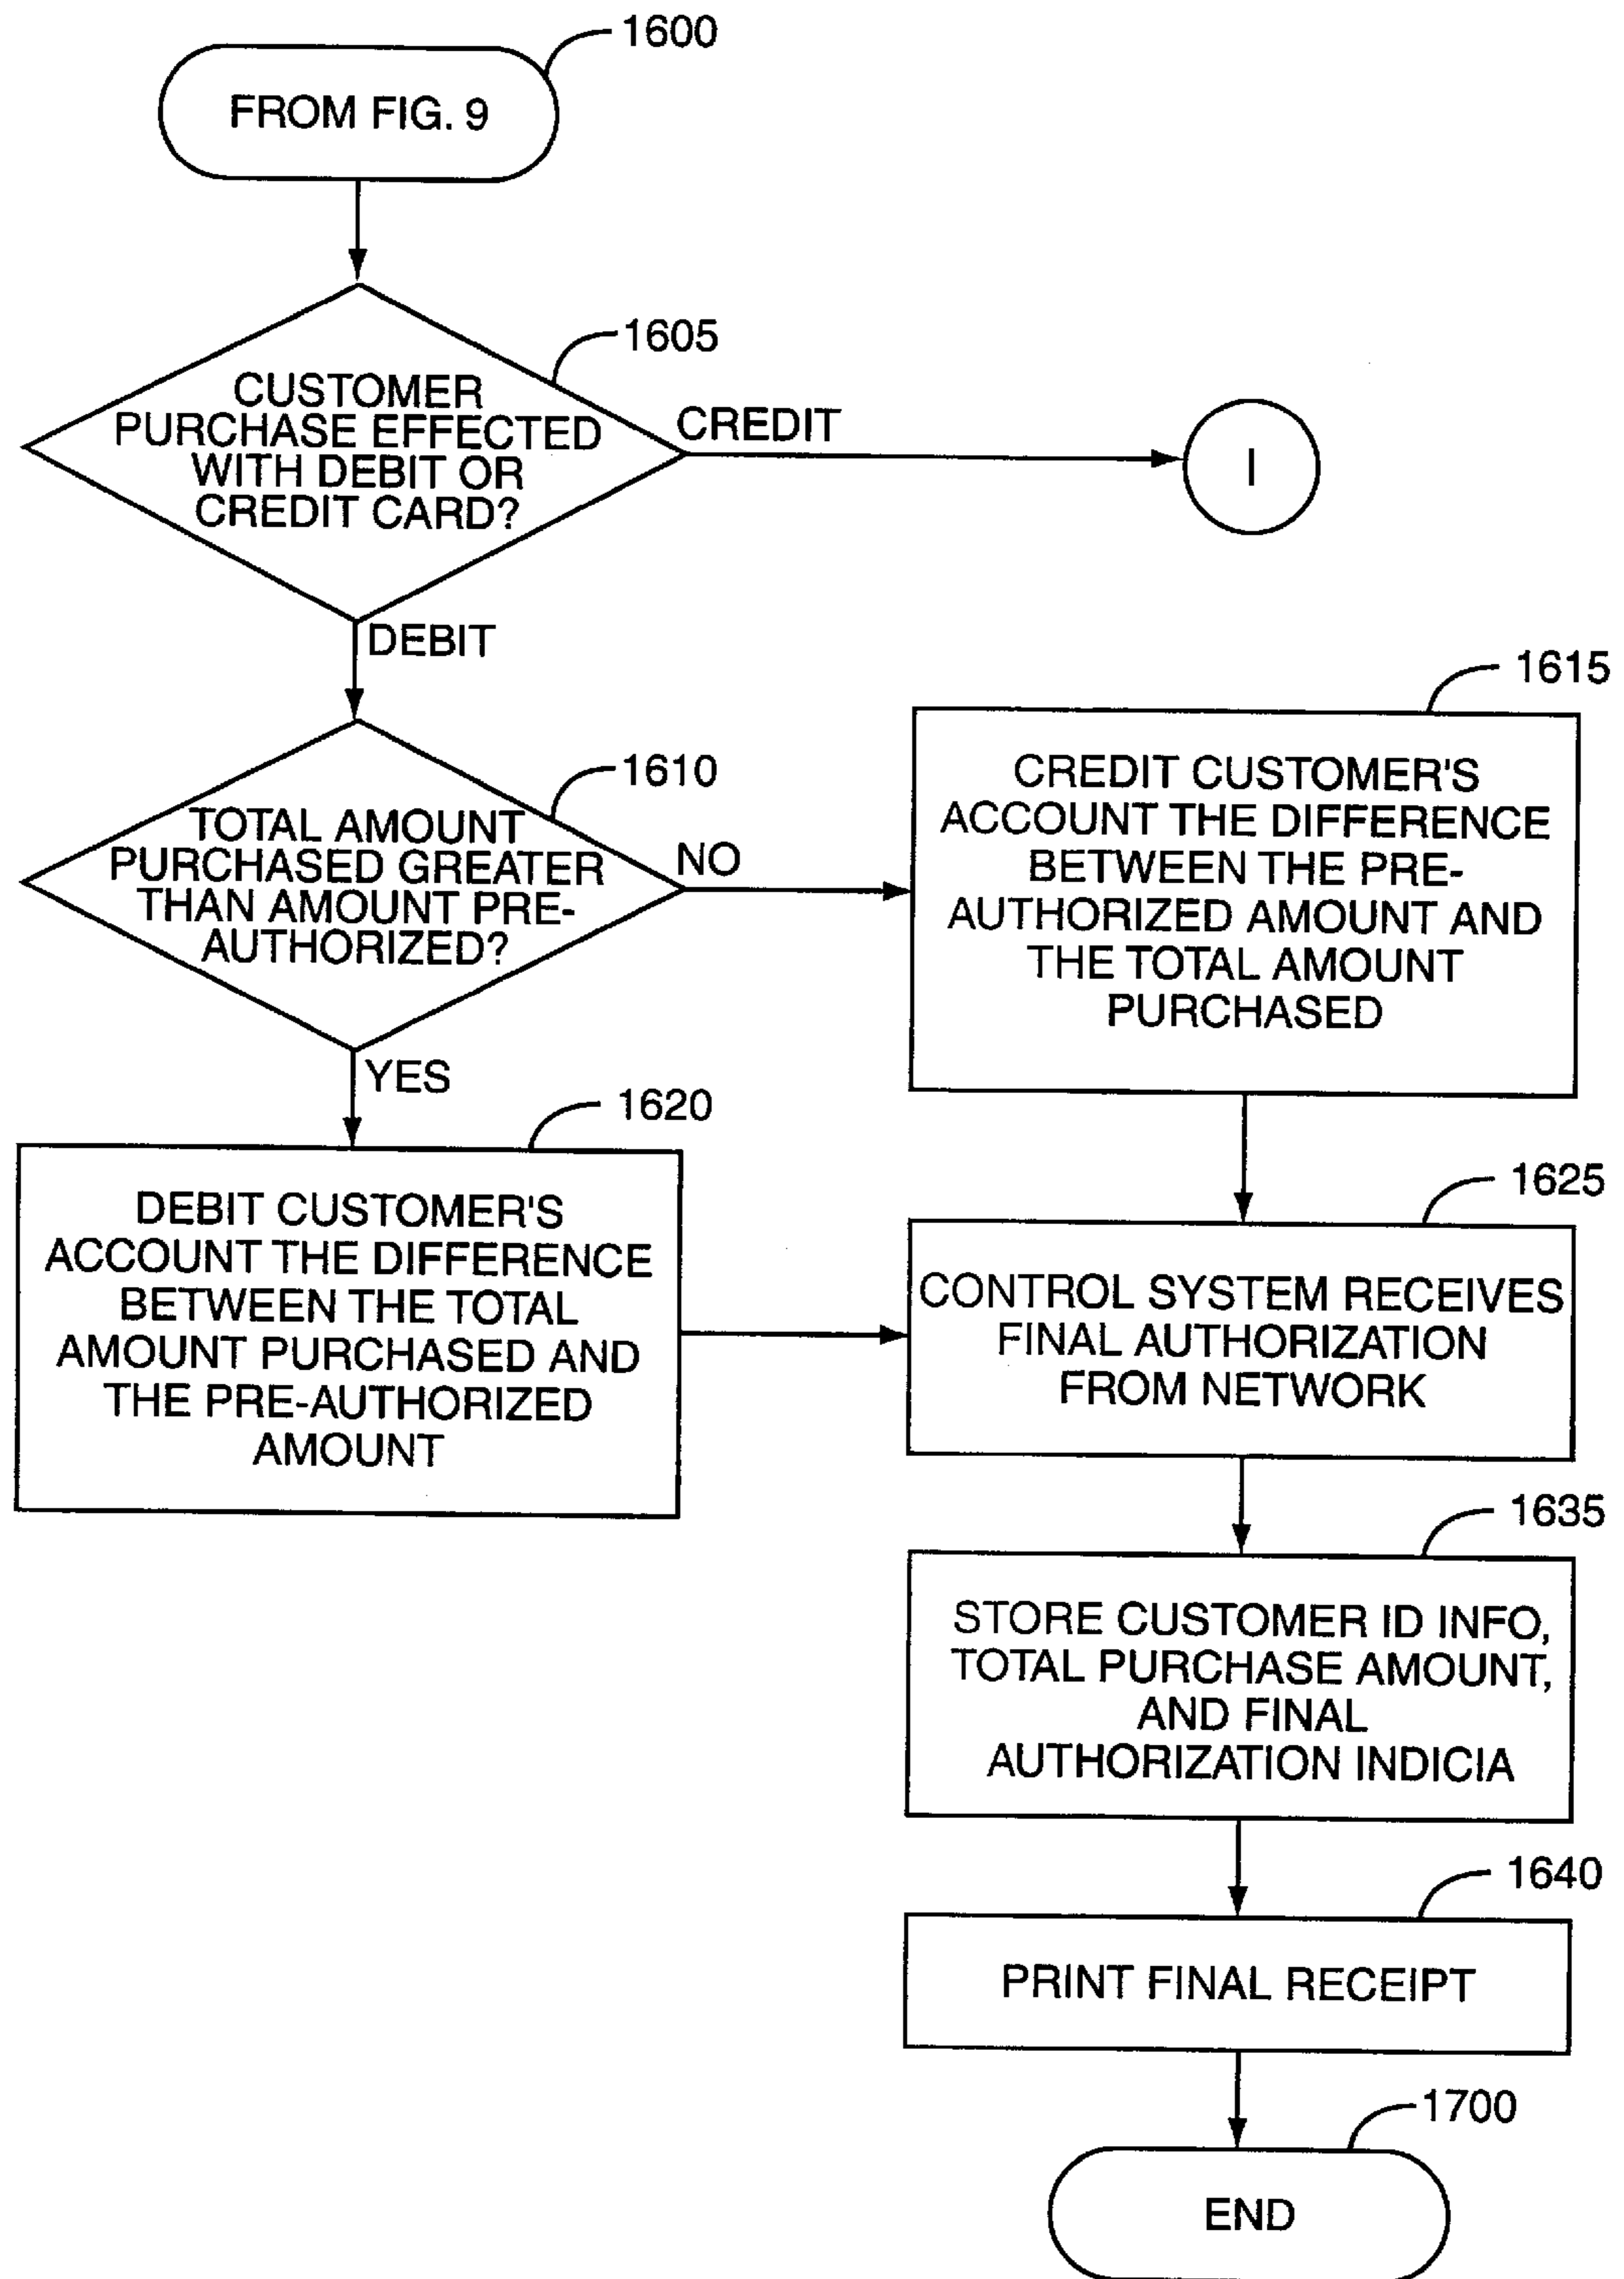 1600
FROM FIG. 9
1605
CUSTOMER
PURCHASE EFFECTED
WITH DEBIT OR
CREDIT CARD?
CREDIT
I
DEBIT
1610
TOTAL AMOUNT
PURCHASED GREATER
THAN AMOUNT PRE-
AUTHORIZED?
NO
1615
CREDIT CUSTOMER'S
ACCOUNT THE DIFFERENCE
BETWEEN THE PRE-
AUTHORIZED AMOUNT AND
THE TOTAL AMOUNT
PURCHASED
YES
1620
DEBIT CUSTOMER'S
ACCOUNT THE DIFFERENCE
BETWEEN THE TOTAL
AMOUNT PURCHASED AND
THE PRE-AUTHORIZED
AMOUNT
1625
CONTROL SYSTEM RECEIVES
FINAL AUTHORIZATION
FROM NETWORK
1635
STORE CUSTOMER ID INFO,
TOTAL PURCHASE AMOUNT,
AND FINAL
AUTHORIZATION INDICIA
1640
PRINT FINAL RECEIPT
1700
END